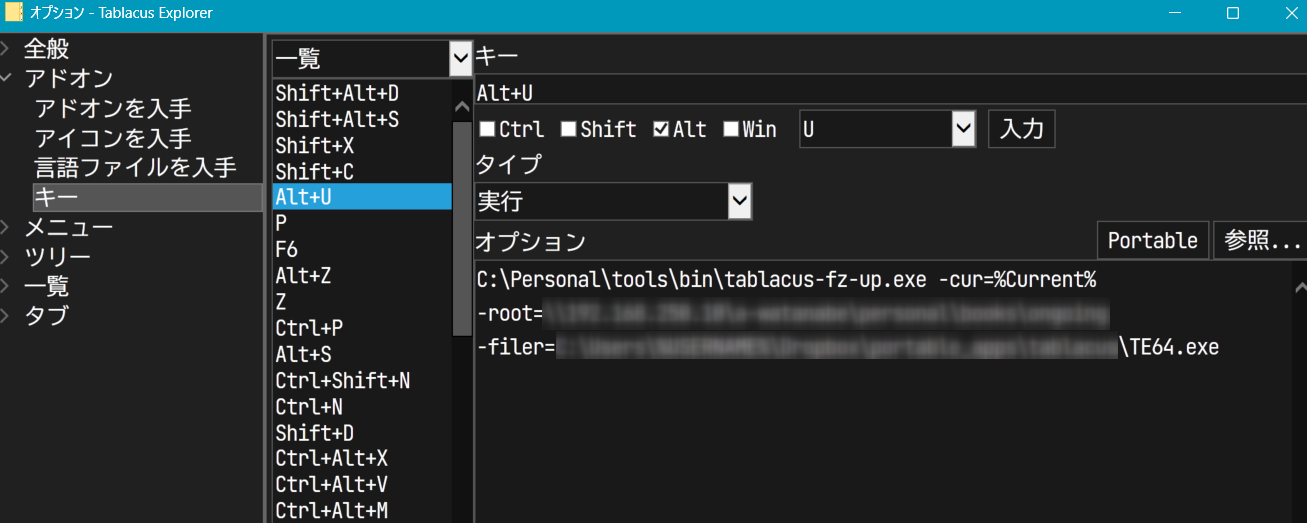 オプション - Tablacus Explorer
全般
アドオン
アドオンを入手
アイコンを入手
言語ファイルを入手
キー
メニュー
ツリー
一覧
タブ
一覧
Shift+Alt+D
Shift+Alt+S
Shift+X
Shift+C
Alt+U
P
F6
Alt+Z
Z
Ctrl+P
Alt+S
Ctrl+Shift+N
Ctrl+N
Shift+D
Ctrl+Alt+X
Ctrl+Alt+V
Ctrl+Alt+M
キー
Alt+U
Ctrl Shift Alt Win U 入力
タイプ
実行
オプション Portable 参照...
C:\Personal\tools\bin\tablacus-fz-up.exe -cur=%Current%
-root=
-filer= \TE64.exe